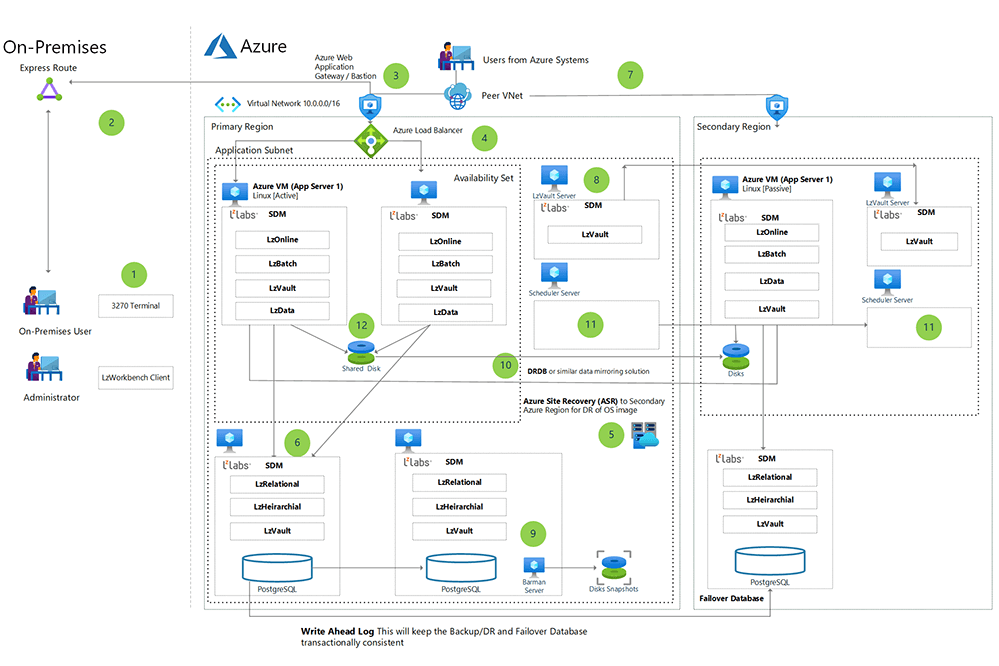 On-Premises
Express Route
2
1
3270 Terminal
On-Premises User
LzWorkbench Client
Administrator
Azure
Azure Web
Application
Gateway / Bastion
3
Users from Azure Systems
Peer VNet
7
Virtual Network 10.0.0.0/16
Primary Region
Azure Load Balancer
4
Application Subnet
Availability Set
Azure VM (App Server 1)
Linux [Active]
LzLabs SDM
LzOnline
LzBatch
LzVault
LzData
LzLabs SDM
LzOnline
LzBatch
LzVault
LzData
12
Shared Disk
8
LzVault Server
LzLabs SDM
LzVault
Scheduler Server
11
10
DRDB or similar data mirroring solution
Azure Site Recovery (ASR) to Secondary
Azure Region for DR of OS image
5
6
LzLabs SDM
LzRelational
LzHeirarchial
LzVault
PostgreSQL
LzLabs SDM
LzRelational
LzHeirarchial
LzVault
PostgreSQL
9
Barman
Server
Disks Snapshots
Secondary Region
Azure VM (App Server 1)
Linux [Passive]
LzLabs SDM
LzOnline
LzBatch
LzData
LzVault
LzVault Server
LzLabs SDM
LzVault
Scheduler Server
11
Disks
LzLabs SDM
LzRelational
LzHeirarchial
LzVault
PostgreSQL
Failover Database
Write Ahead Log This will keep the Backup/DR and Failover Database
transactionally consistent